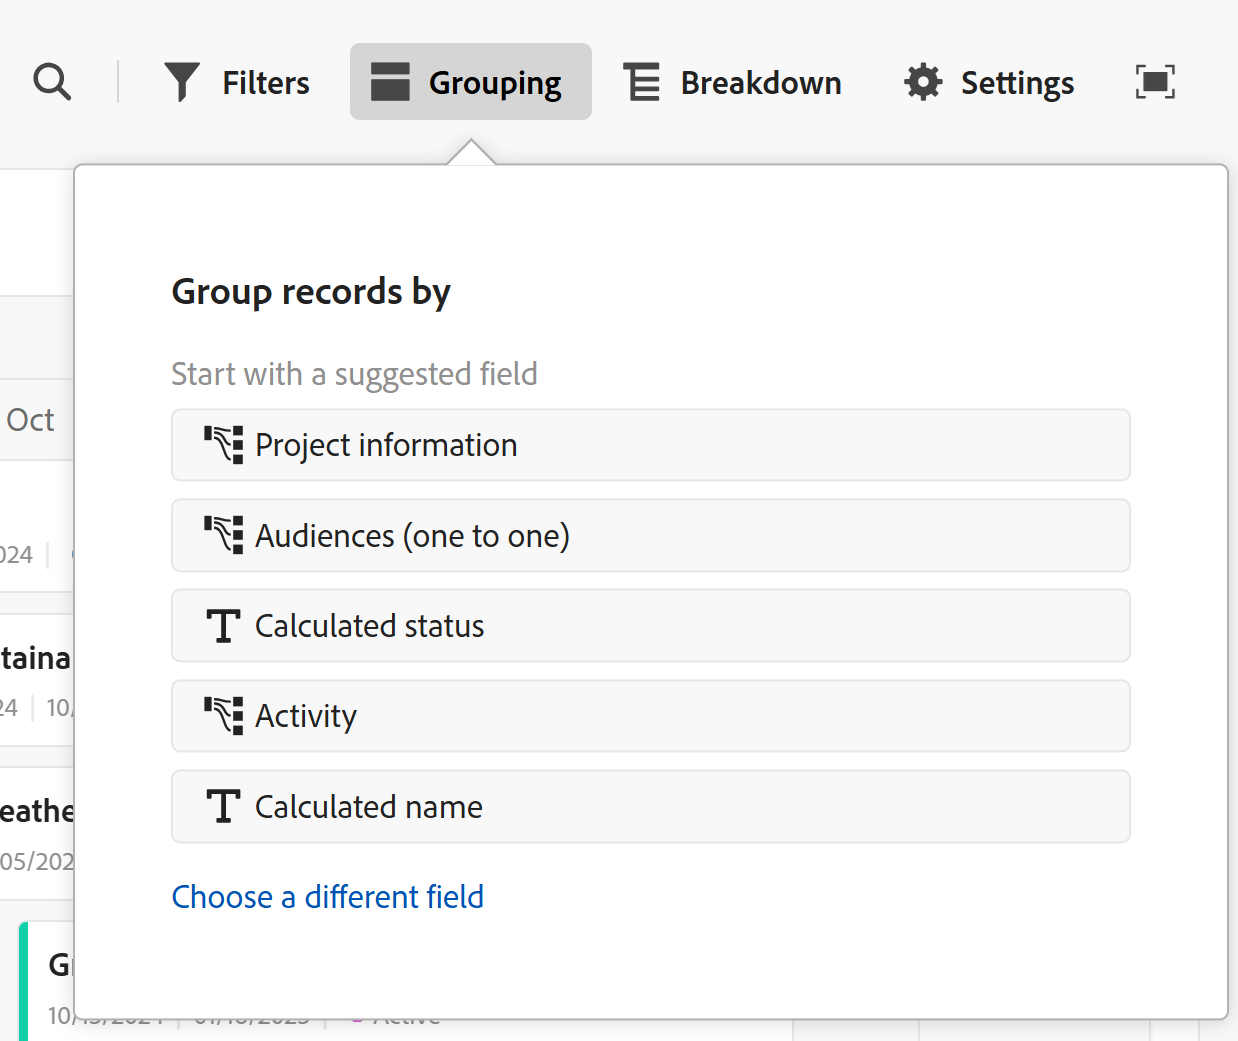 Filters Grouping Breakdown Settings
Group records by
Start with a suggested field
Oct
Project information
024
Audiences (one to one)
Calculated status
taina
24 10/
Activity
eathe
Calculated name
05/202
Choose a different field
G
10/
Active